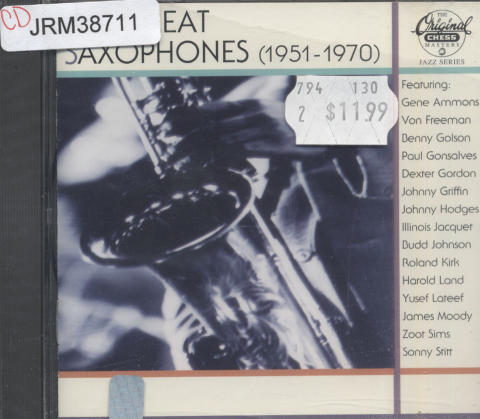 CD
JRM38711
EAT
SAXOPHONES (1951-1970)
The
Original
CHESS
MASTERS
JAZZ SERIES
794 130
2 $11.99
Featuring:
Gene Ammons
Von Freeman
Benny Golson
Paul Gonsalves
Dexter Gordon
Johnny Griffin
Johnny Hodges
Illinois Jacquet
Budd Johnson
Roland Kirk
Harold Land
Yusef Lateef
James Moody
Zoot Sims
Sonny Stitt